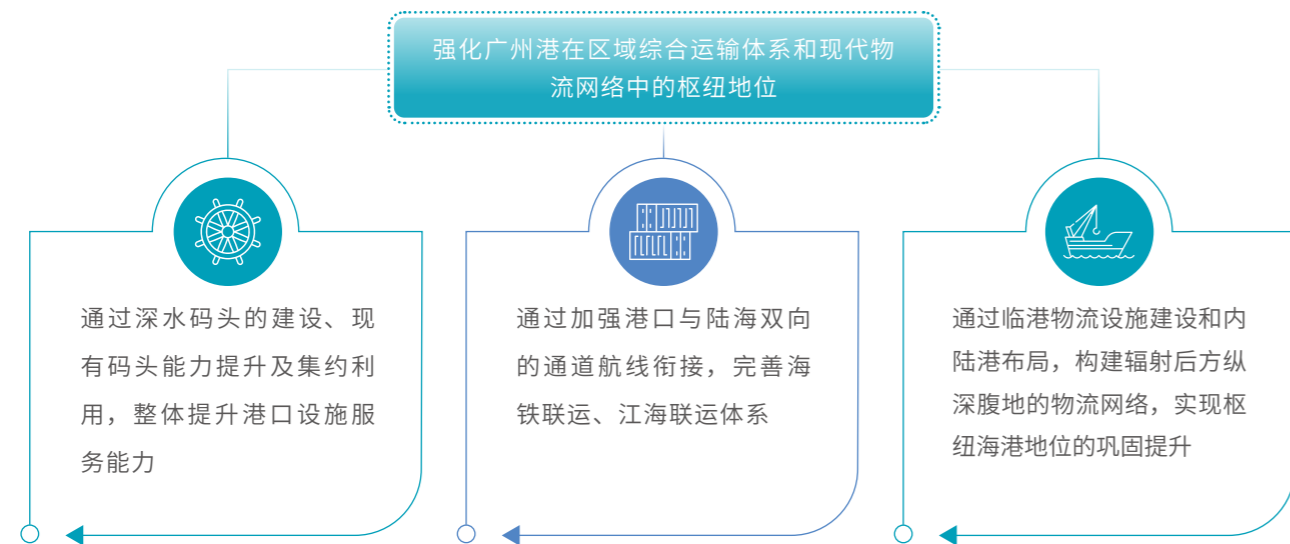 强化广州港在区域综合运输体系和现代物
流网络中的枢纽地位
通过深水码头的建设、现
有码头能力提升及集约利
用，整体提升港口设施服
务能力
通过加强港口与陆海双向
的通道航线衔接，完善海
铁联运、江海联运体系
通过临港物流设施建设和内
陆港布局，构建辐射后方纵
深腹地的物流网络，实现枢
纽海港地位的巩固提升